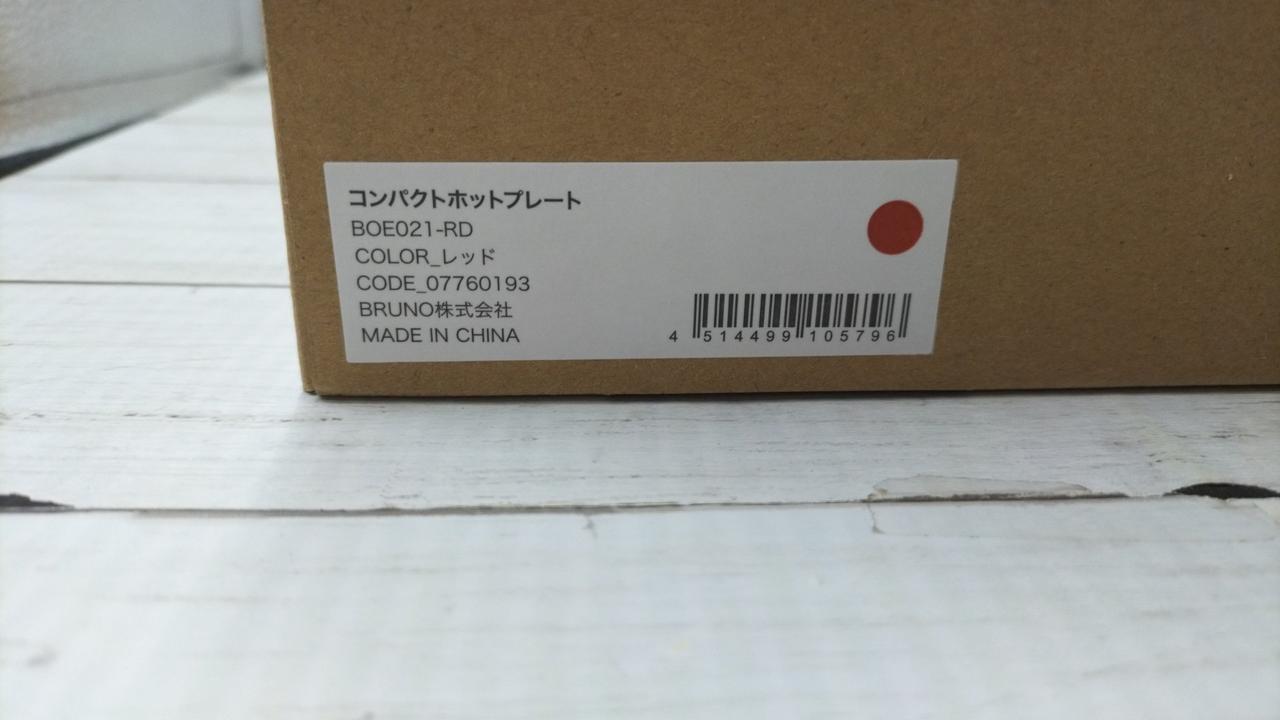 コンパクトホットプレート
BOE021-RD
COLOR_レッド
CODE_07760193
BRUNO株式会社
MADE IN CHINA
4 514499 105796